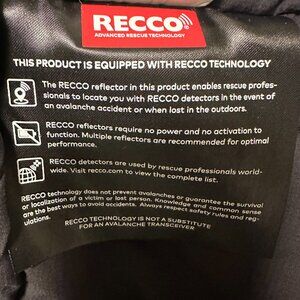 RECCO
ADVANCED RESCUE TECHNOLOGY
THIS PRODUCT IS EQUIPPED WITH RECCO TECHNOLOGY
The RECCO reflector in this product enables rescue profes-
sionals to locate you with RECCO detectors in the event of
an avalanche accident or when lost in the outdoors.
RECCO reflectors require no power and no activation to
function. Multiple reflectors are recommended for optimal
performance.
RECCO detectors are used by rescue professionals world-
wide. Visit recco.com to view the complete list.
RECCO technology does not prevent avalanches or guarantee the survival
or localization of a victim or lost person. Knowledge and common sense
are the best ways to avoid accidents. Always respect safety rules and reg-
ulations.
RECCO TECHNOLOGY IS NOT A SUBSTITUTE
FOR AN AVALANCHE TRANSCEIVER